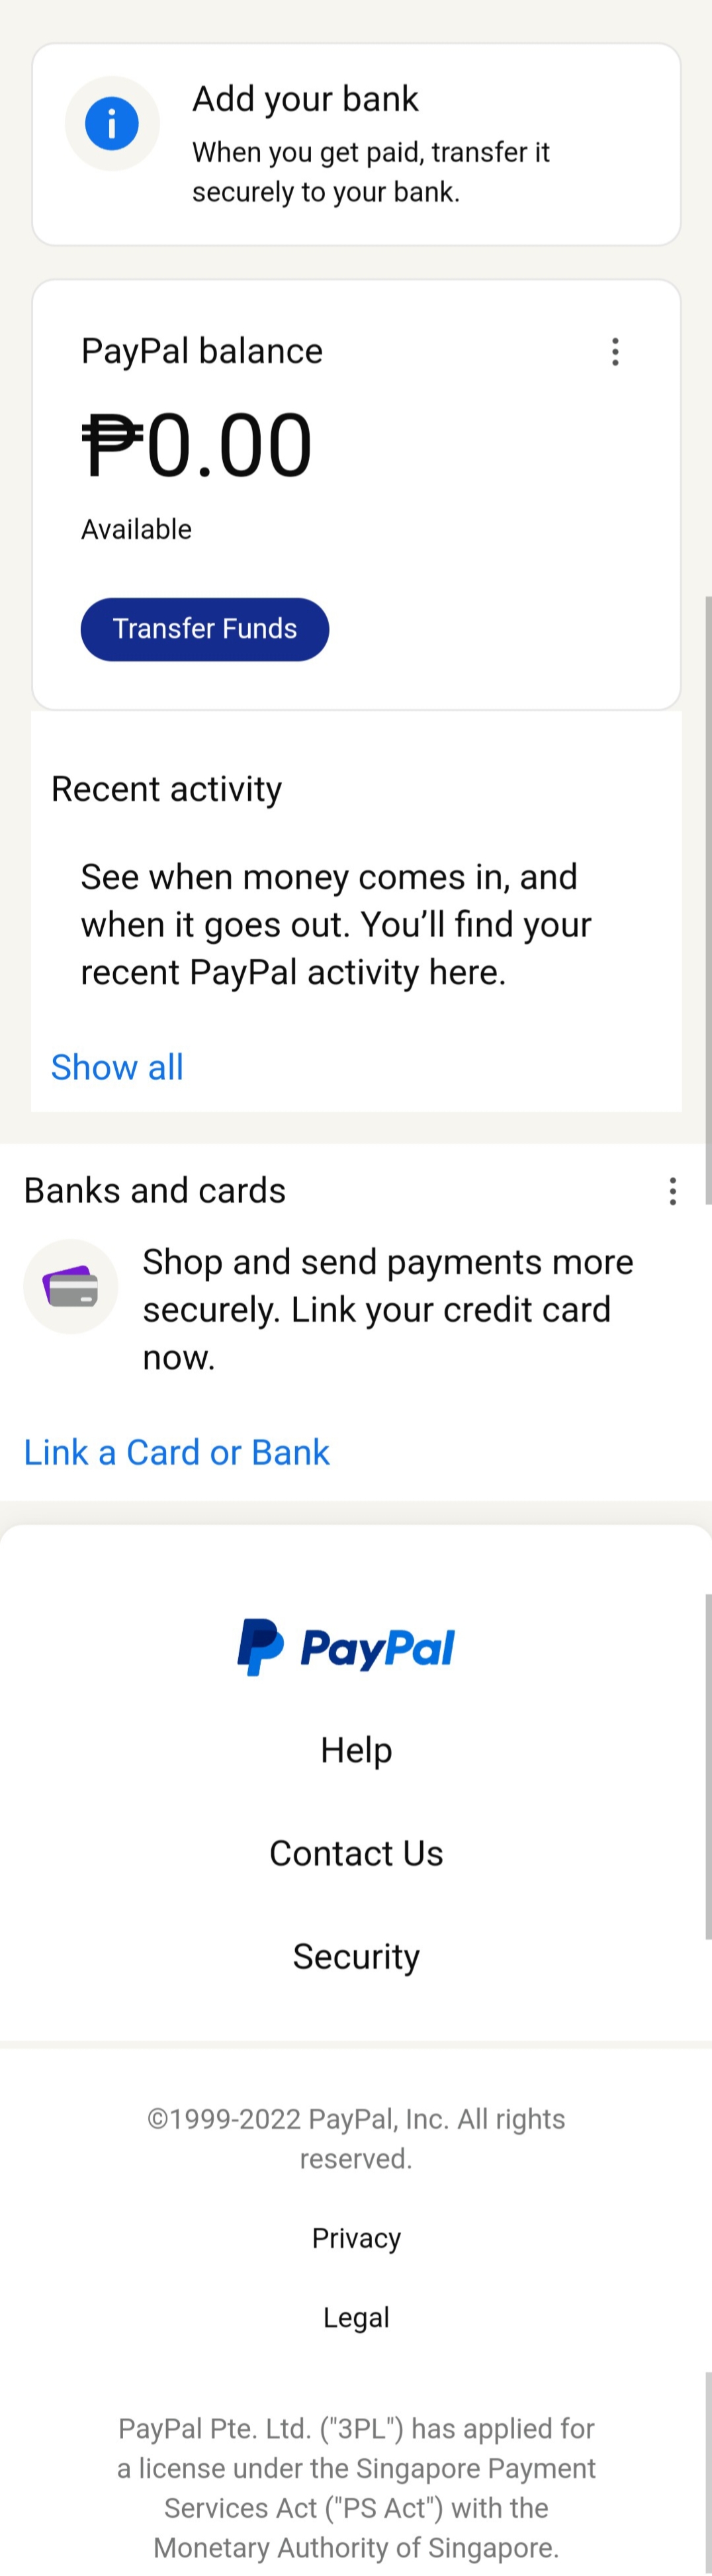 Add your bank
When you get paid, transfer it
securely to your bank.
PayPal balance
₱0.00
Available
Transfer Funds
Recent activity
See when money comes in, and
when it goes out. You’ll find your
recent PayPal activity here.
Show all
Banks and cards
Shop and send payments more
securely. Link your credit card
now.
Link a Card or Bank
PayPal
Help
Contact Us
Security
©1999-2022 PayPal, Inc. All rights
reserved.
Privacy
Legal
PayPal Pte. Ltd. ("3PL") has applied for
a license under the Singapore Payment
Services Act ("PS Act") with the
Monetary Authority of Singapore.